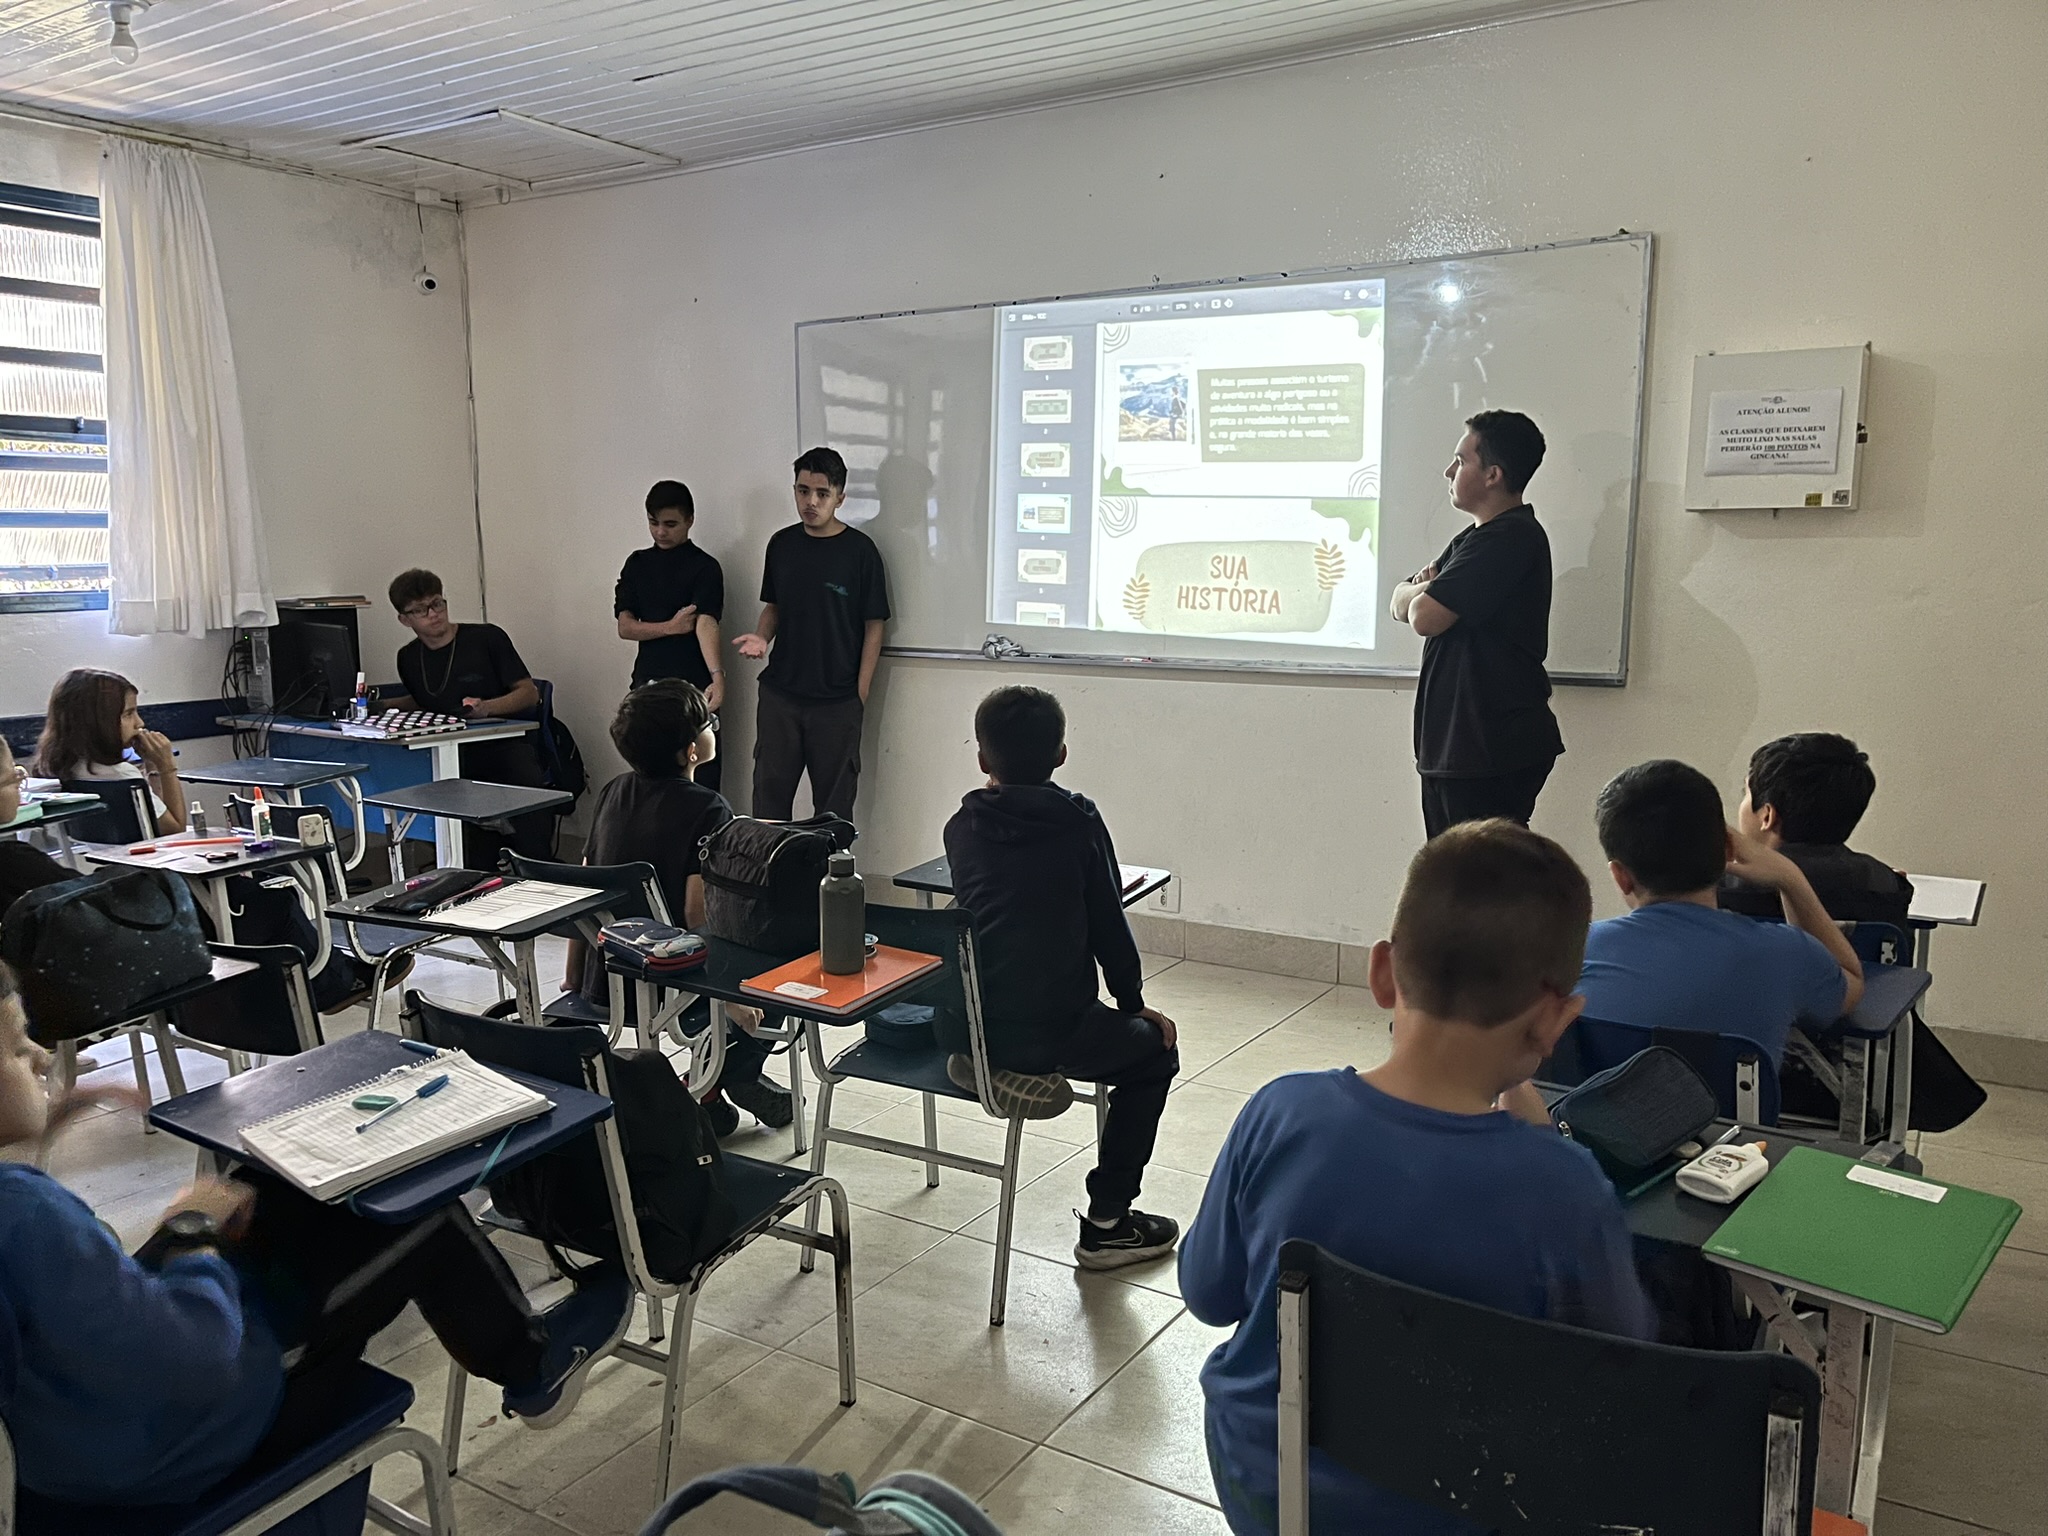 Muitas pessoas associam o turismo
de aventura a algo perigoso ou a
atividades muito radicais, mas na
prática a modalidade é bem simples
e, na grande maioria das vezes,
segura.
SUA
HISTÓRIA
ATENÇÃO ALUNOS!
AS CLASSES QUE DEIXAREM
MUITO LIXO NAS SALAS
PERDERÃO 100 PONTOS NA
GINCANA!
Cola